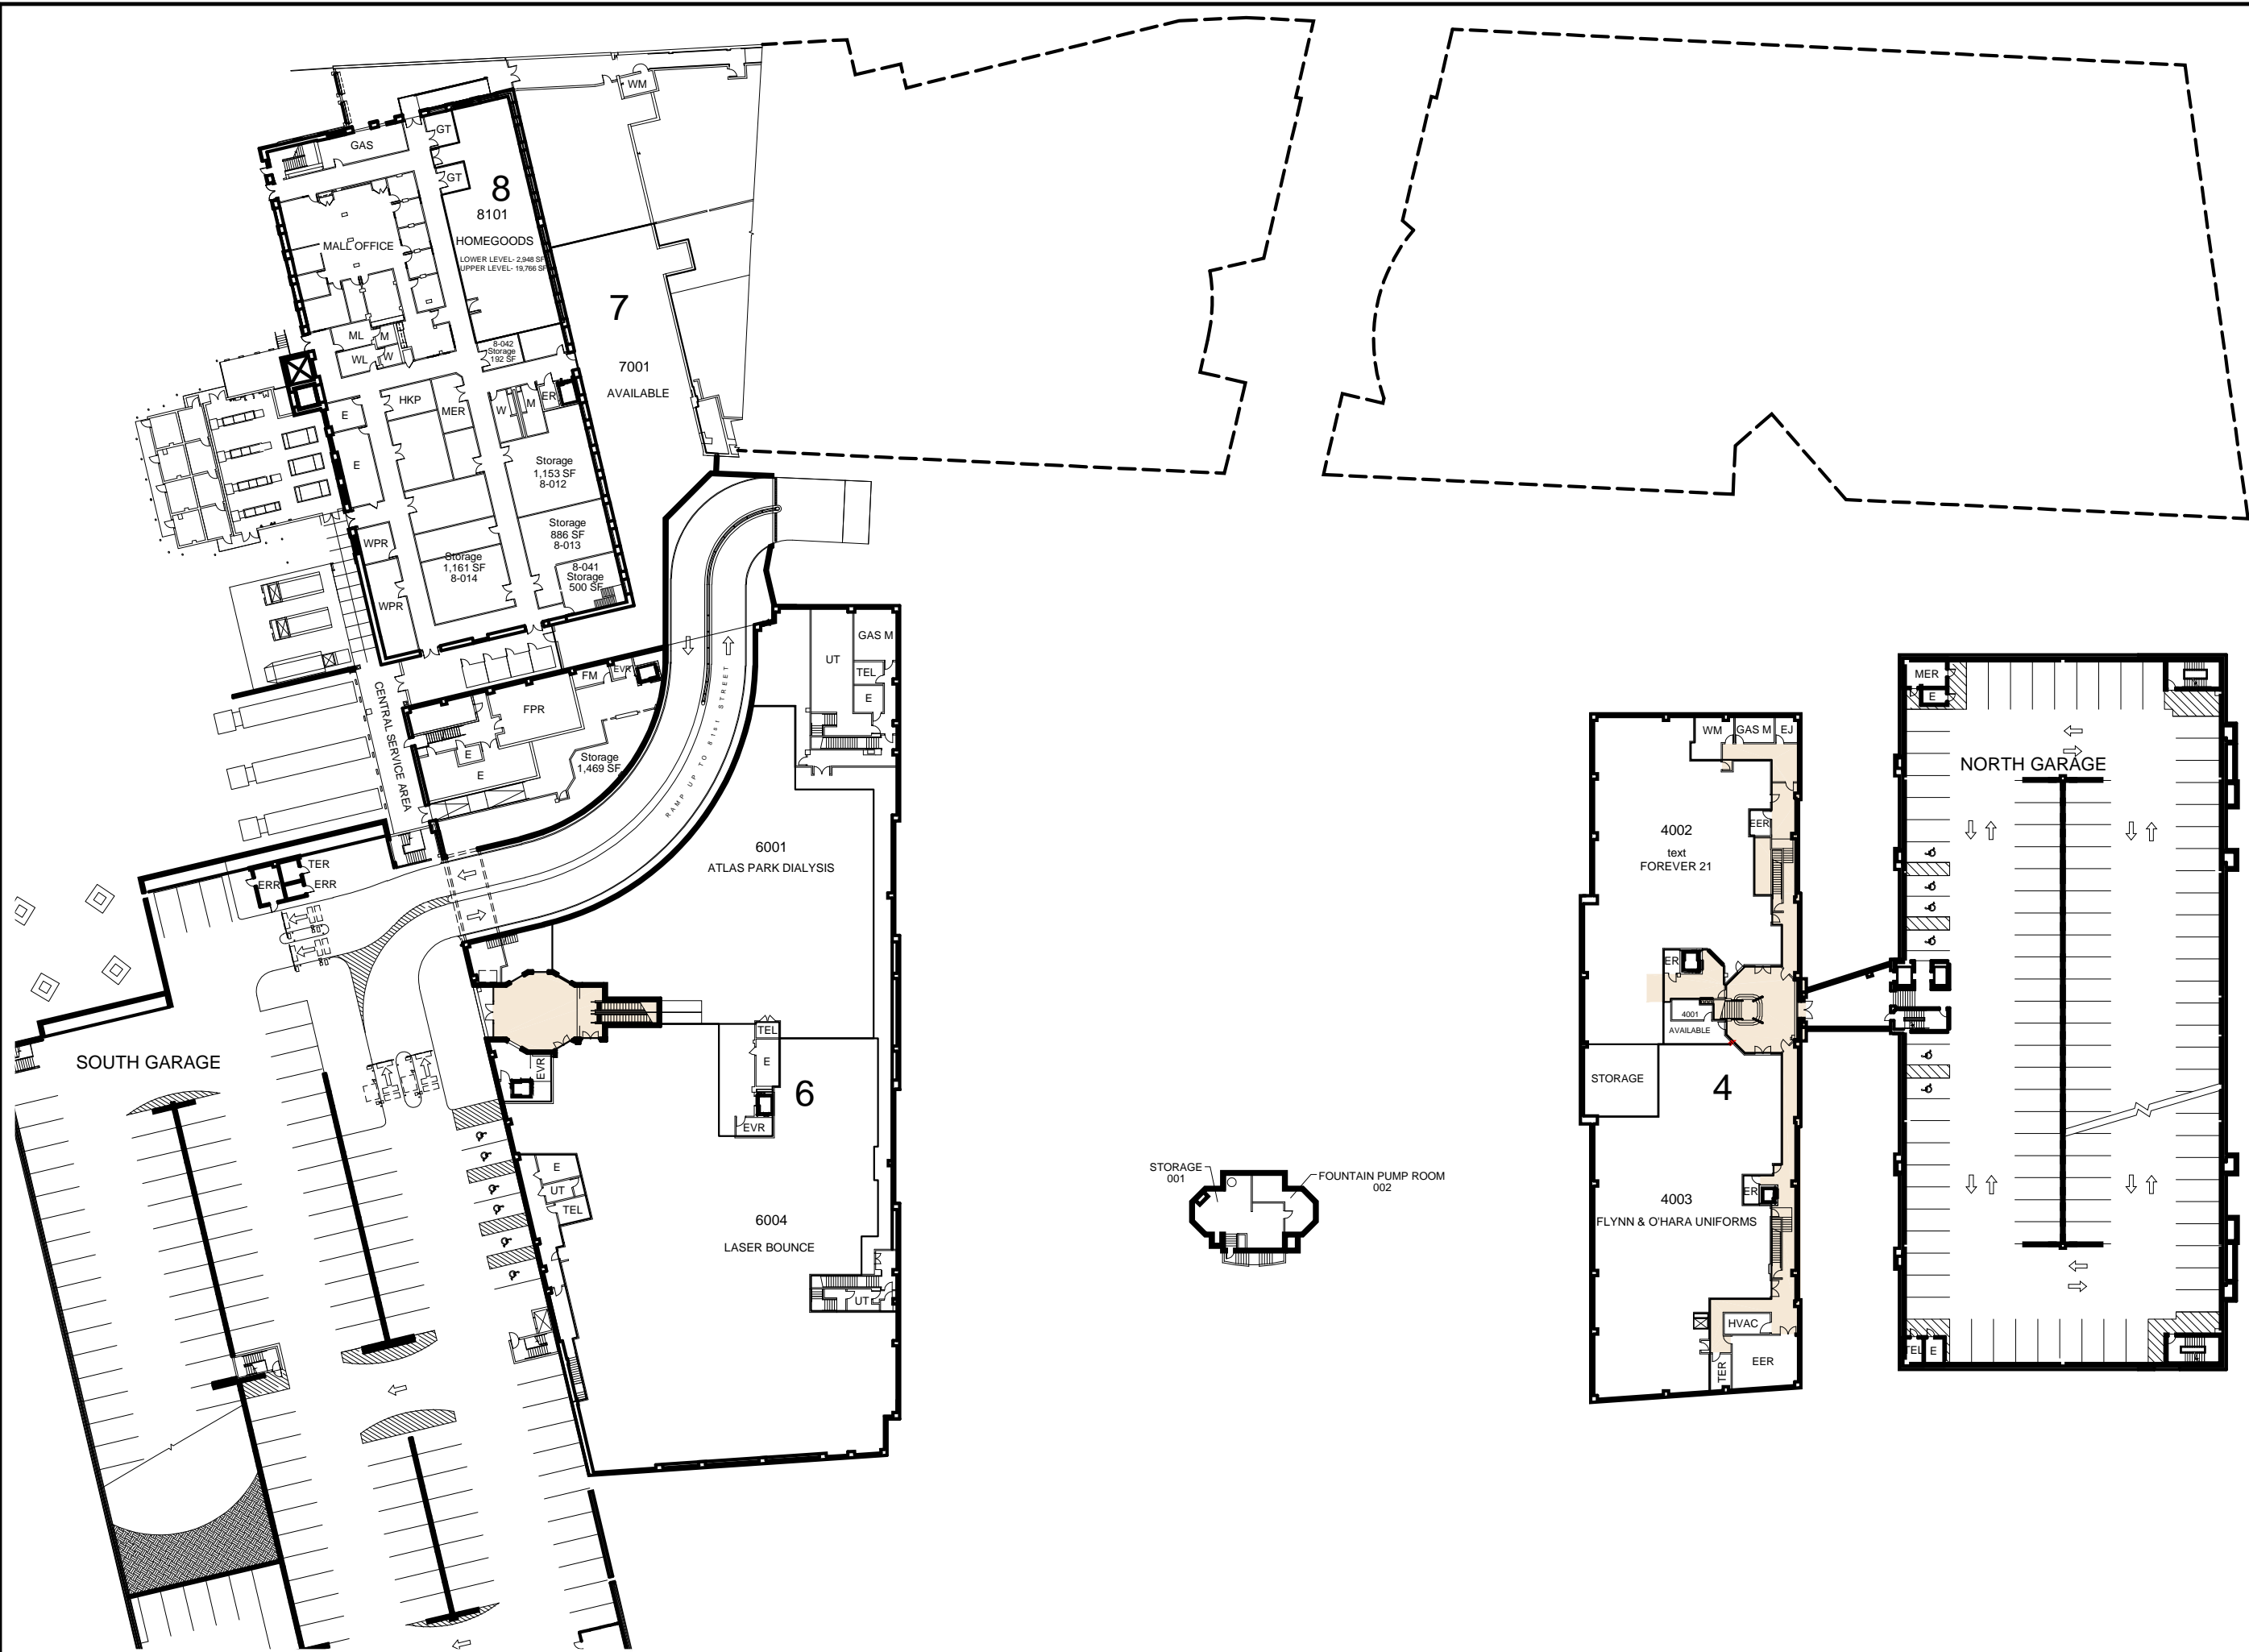 WM
GT
GAS
GT
8
8101
HOMEGOODS
LOWER LEVEL- 2,948 SF
UPPER LEVEL- 19,766 SF
MALL OFFICE
7
7001
AVAILABLE
ML
M
WL
W
8-042
Storage
192 SF
HKP
MER
W
M
ER
E
E
Storage
1,153 SF
8-012
Storage
886 SF
8-013
WPR
Storage
1,161 SF
8-014
8-041
Storage
500 SF
WPR
CENTRAL SERVICE AREA
FM
EVR
FPR
E
E
Storage
1,469 SF
RAMP UP TO 81st STREET
UT
GAS M
TEL
E
6001
ATLAS PARK DIALYSIS
TER
ERR
ERR
SOUTH GARAGE
EVR
TEL
E
6
EVR
E
UT
TEL
6004
LASER BOUNCE
UT
STORAGE
001
FOUNTAIN PUMP ROOM
002
WM
GAS M
EJ
4002
text
FOREVER 21
EER
ER
4001
AVAILABLE
STORAGE
4
4003
FLYNN & O'HARA UNIFORMS
ER
HVAC
TER
EER
MER
E
NORTH GARAGE
TEL
E